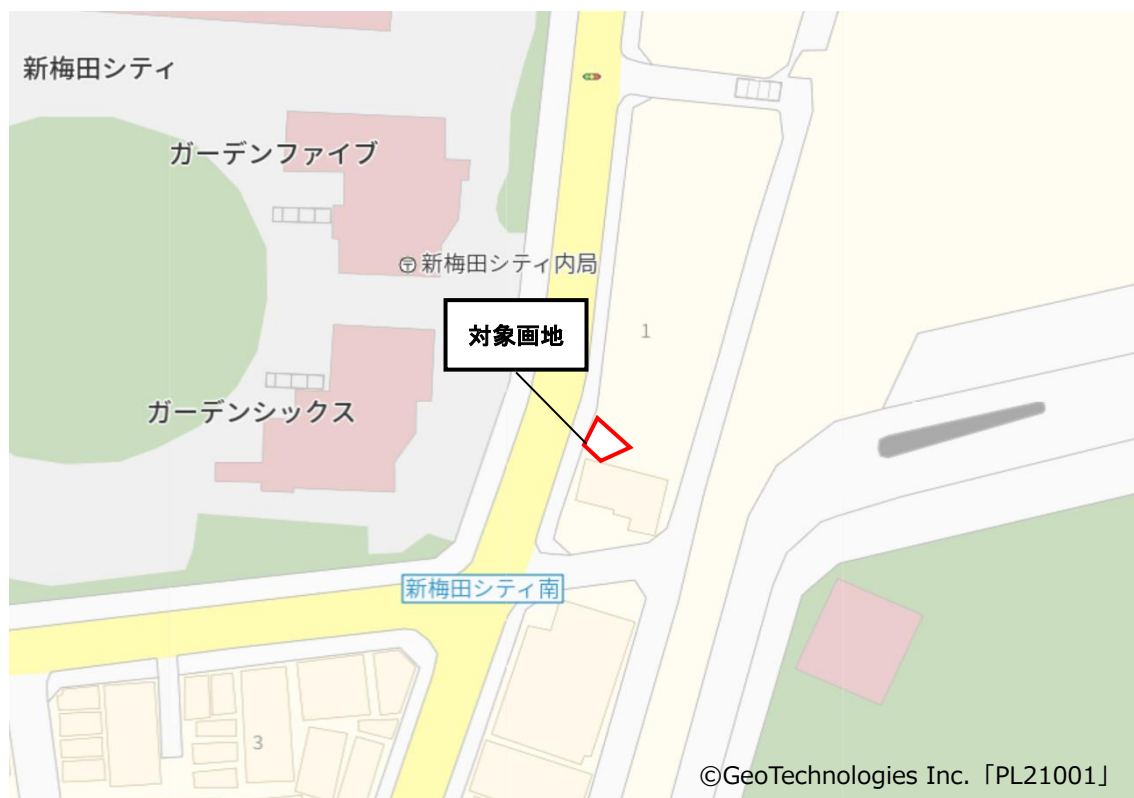 新梅田シティ
ガーデンファイブ
〶新梅田シティ内局
対象画地
1
ガーデンシックス
新梅田シティ南
3
©GeoTechnologies Inc.「PL21001」